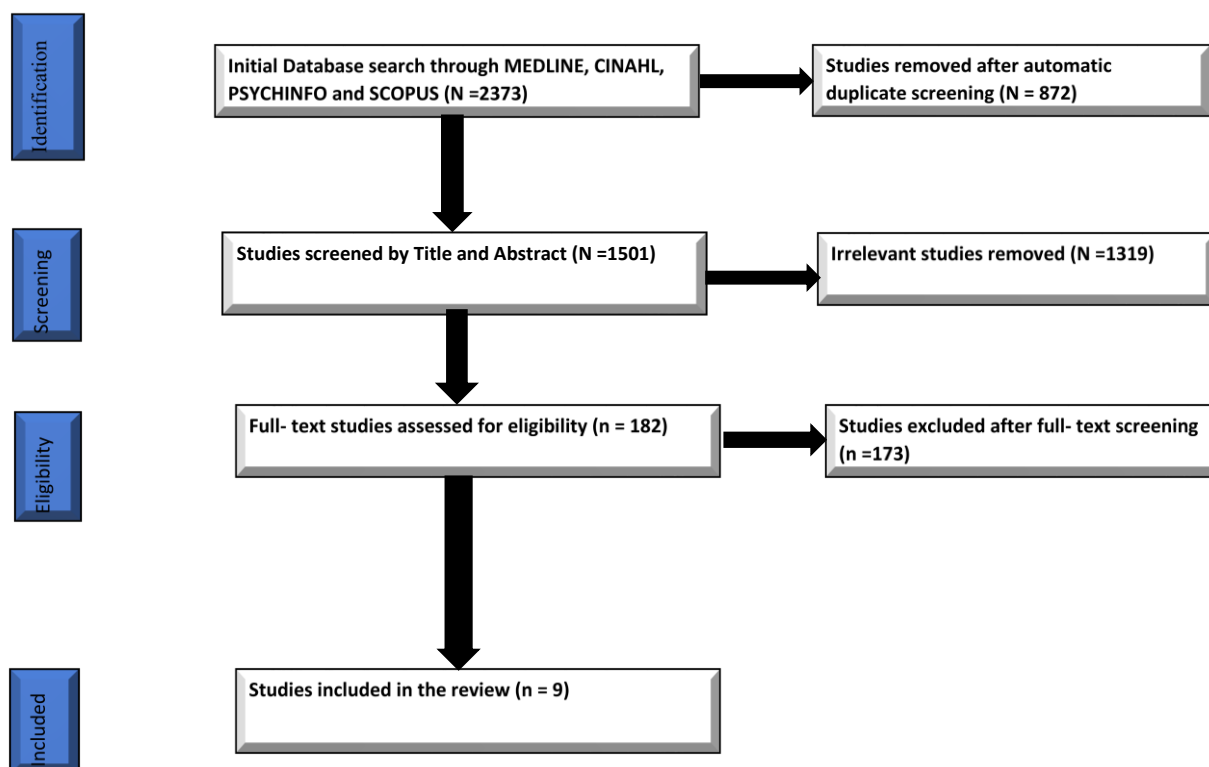 Identification
Initial Database search through MEDLINE, CINAHL,
PSYCHINFO and SCOPUS (N =2373)
Studies removed after automatic
duplicate screening (N = 872)
Screening
Studies screened by Title and Abstract (N =1501)
Irrelevant studies removed (N =1319)
Eligibility
Full- text studies assessed for eligibility (n = 182)
Studies excluded after full- text screening
(n =173)
Included
Studies included in the review (n = 9)